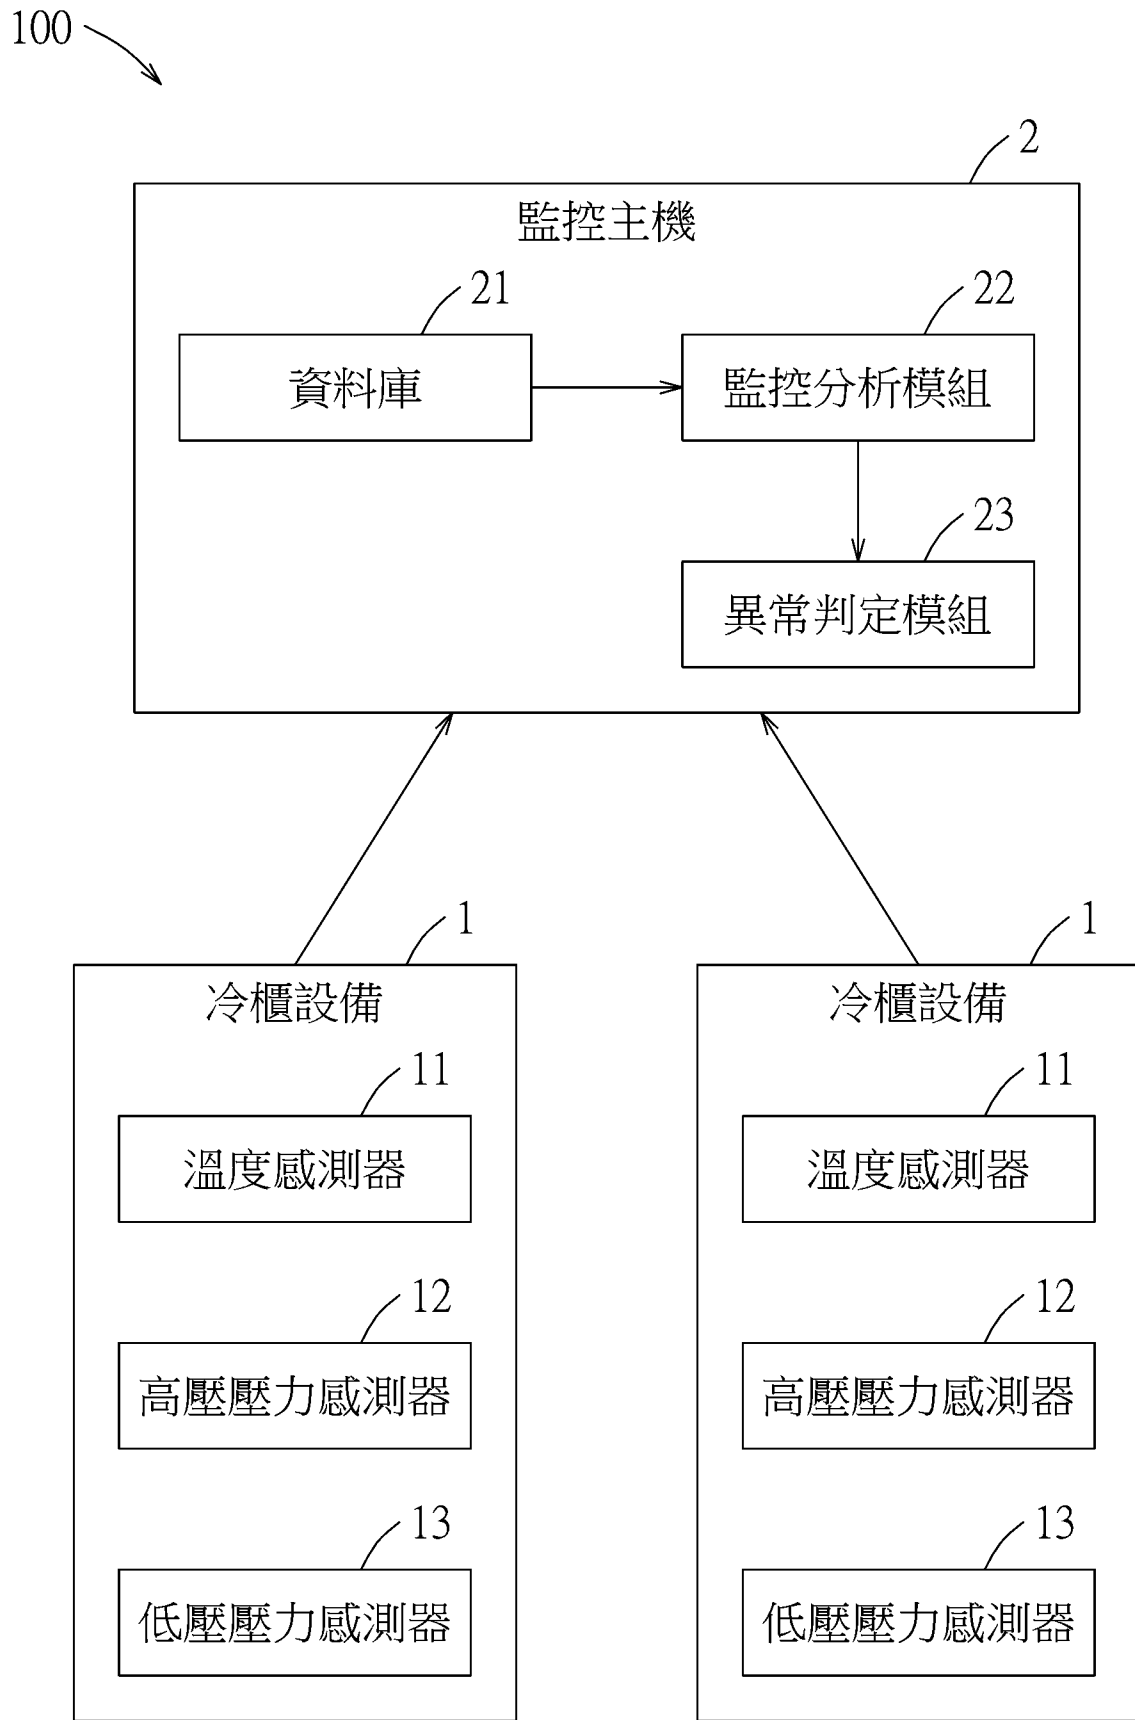 100
2
監控主機
21
22
資料庫
監控分析模組
23
異常判定模組
1
1
冷櫃設備
冷櫃設備
11
11
溫度感測器
溫度感測器
12
12
高壓壓力感測器
高壓壓力感測器
13
13
低壓壓力感測器
低壓壓力感測器